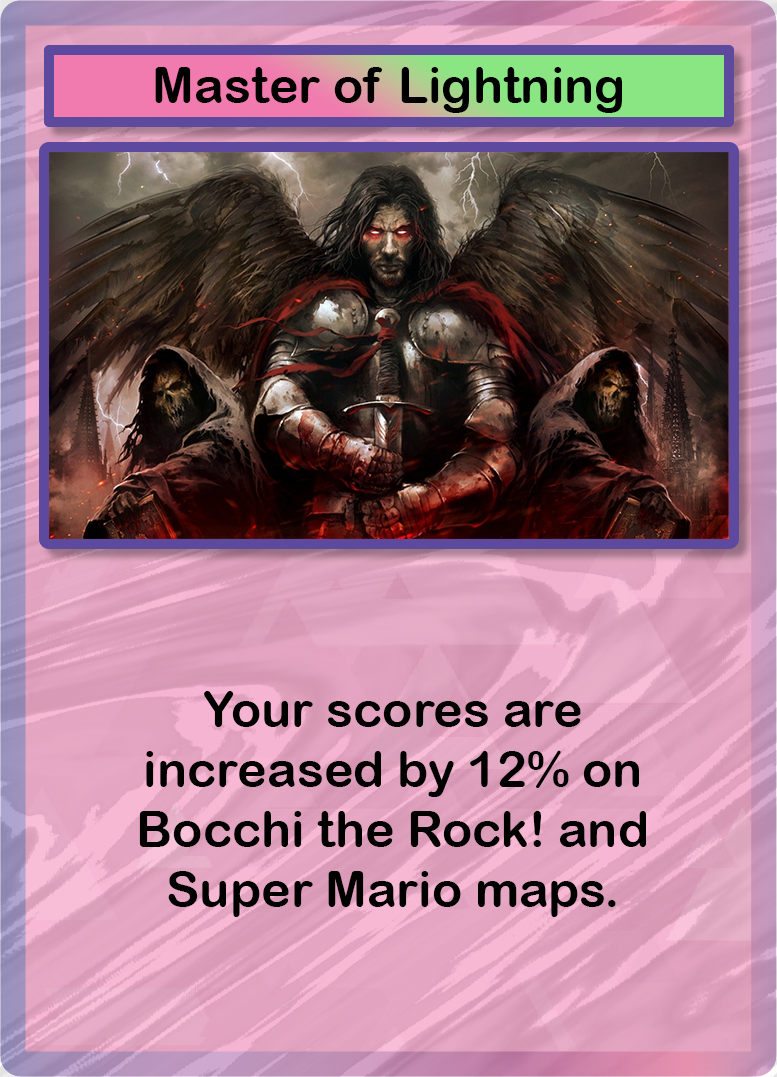 Master of Lightning
Your scores are
increased by 12% on
Bocchi the Rock! and
Super Mario maps.